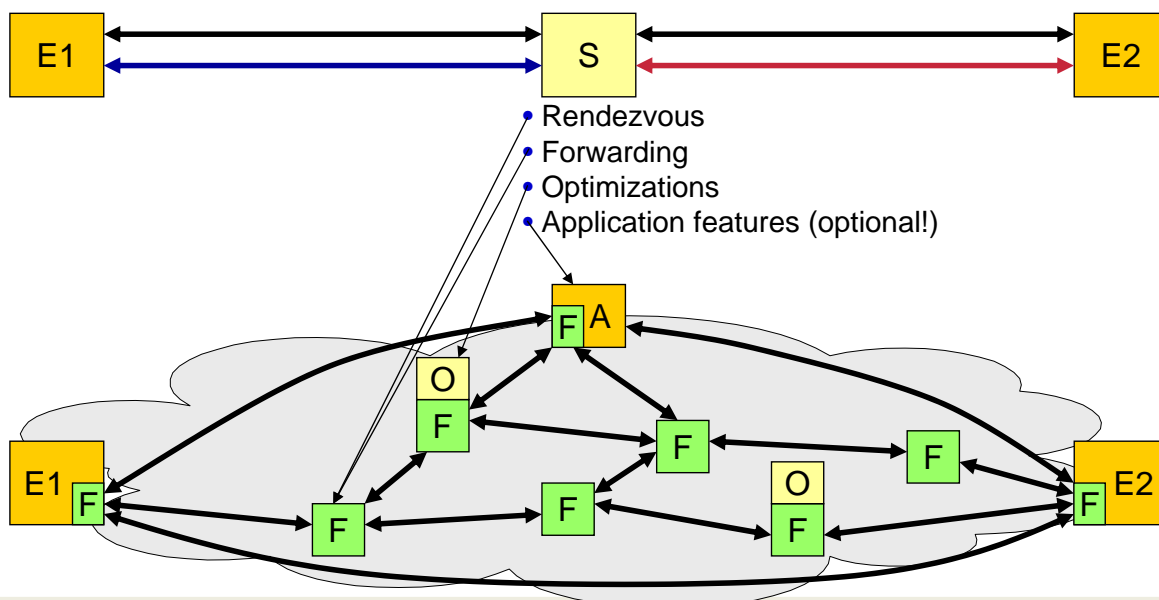 E1 S E2
• Rendezvous
• Forwarding
• Optimizations
• Application features (optional!)
F A
O
F
F
F
E1
F
F
F
O
F
E2
F